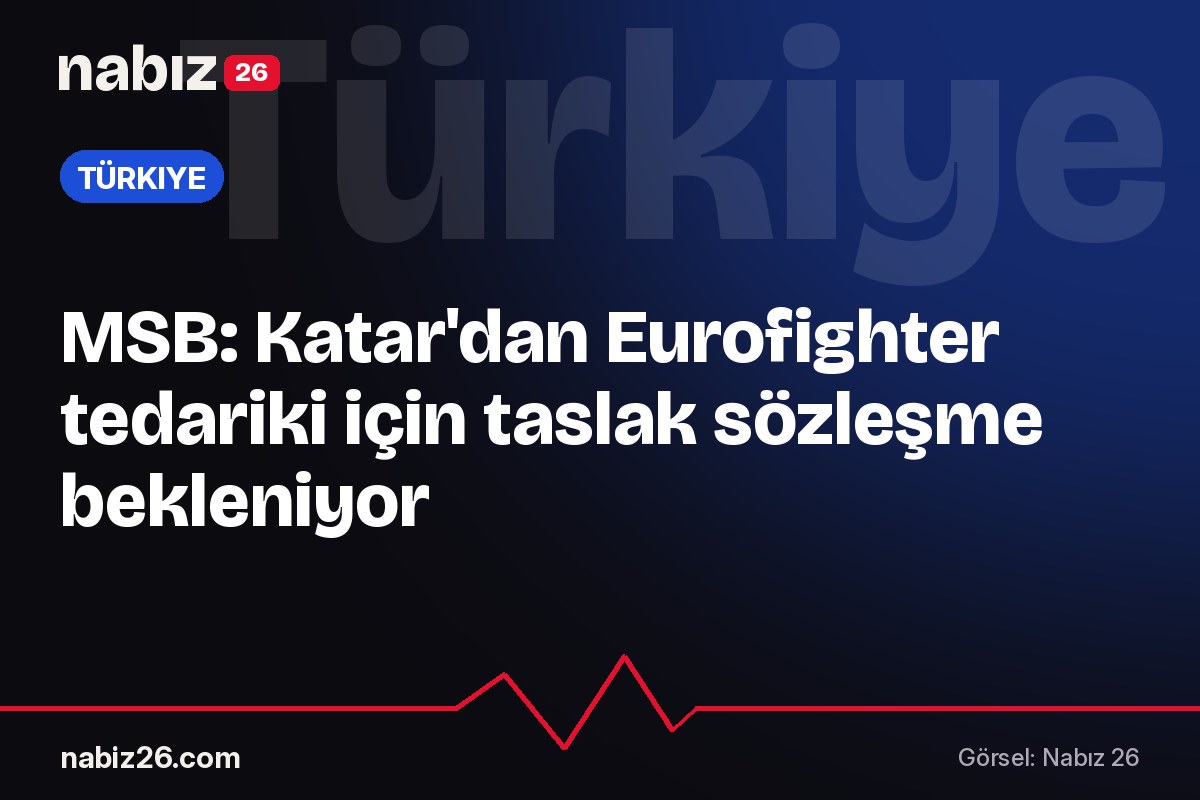 Türkiye
nabız 26
TÜRKIYE
MSB: Katar'dan Eurofighter
tedariki için taslak sözleşme
bekleniyor
nabiz26.com
Görsel: Nabız 26